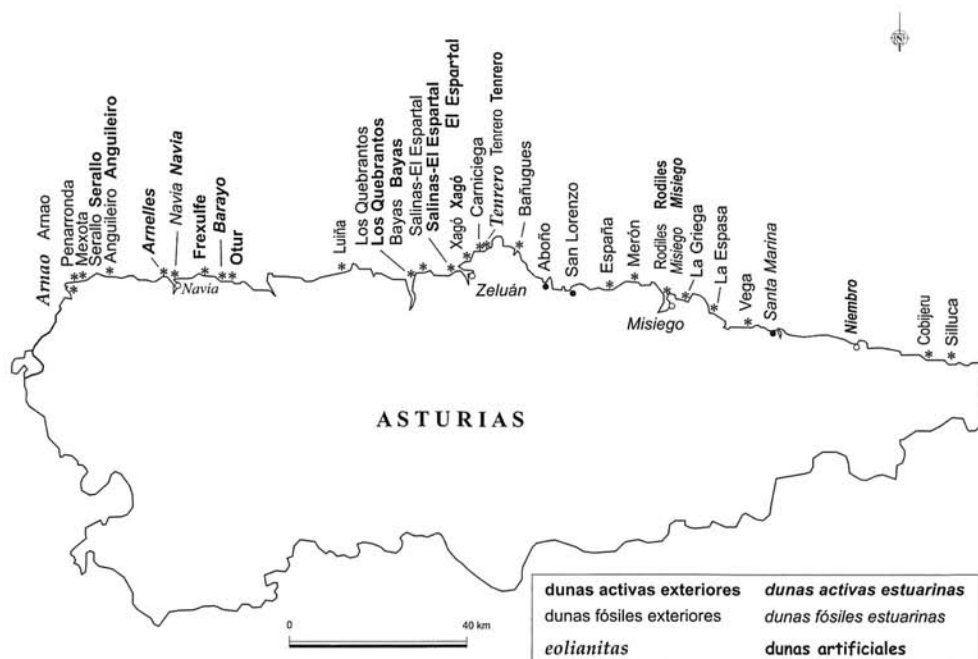 N
Arnao Arnao
Penarronda
Mexota
Serallo Serallo
Anguileiro Anguileiro
Arnelles
Navia Navia
Frexulfe
Barayo
Otur
Luiña
Los Quebrantos
Los Quebrantos
Bayas Bayas
Salinas-El Espartal
Salinas-El Espartal
El Espartal
Xagó Xagó
Carniciega
Tenrero Tenrero Tenrero
Bañugues
Aboño
San Lorenzo
España
Merón
Rodiles Rodiles
Misiego Misiego
La Griega
La Espasa
Vega
Santa Marina
Niembro
Cobijeru
Silluca
Navia
Zeluán
Misiego
ASTURIAS
0 40 km
dunas activas exteriores dunas activas estuarinas
dunas fósiles exteriores dunas fósiles estuarinas
eolianitas dunas artificiales